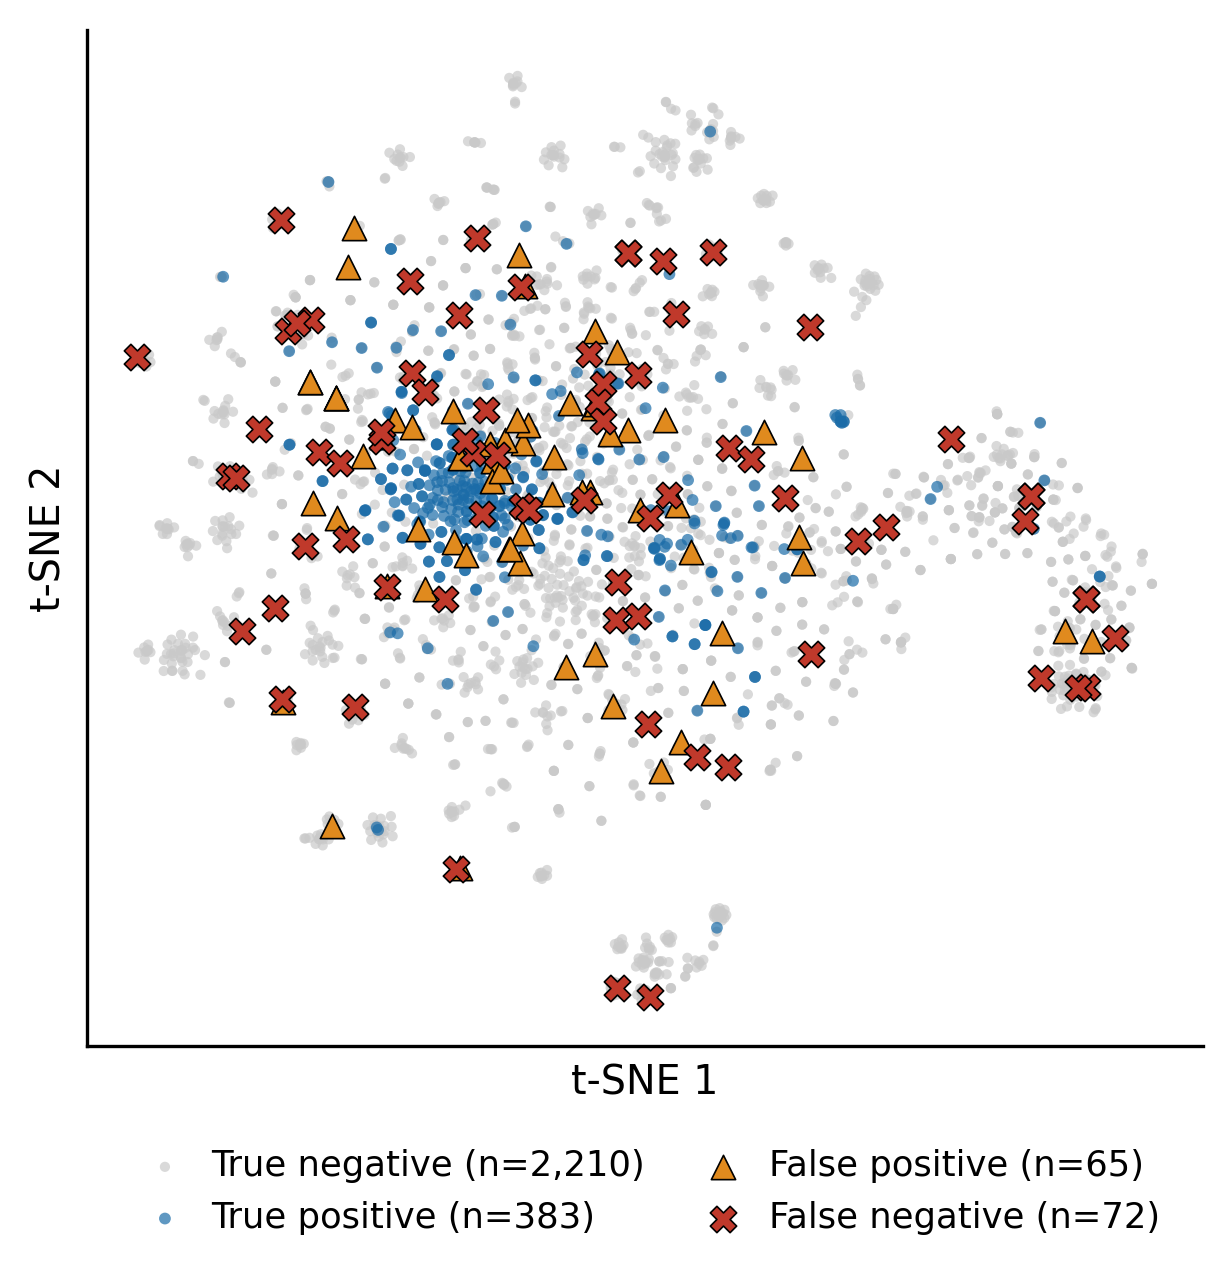 t-SNE 2
t-SNE 1
True negative (n=2,210)
True positive (n=383)
False positive (n=65)
False negative (n=72)